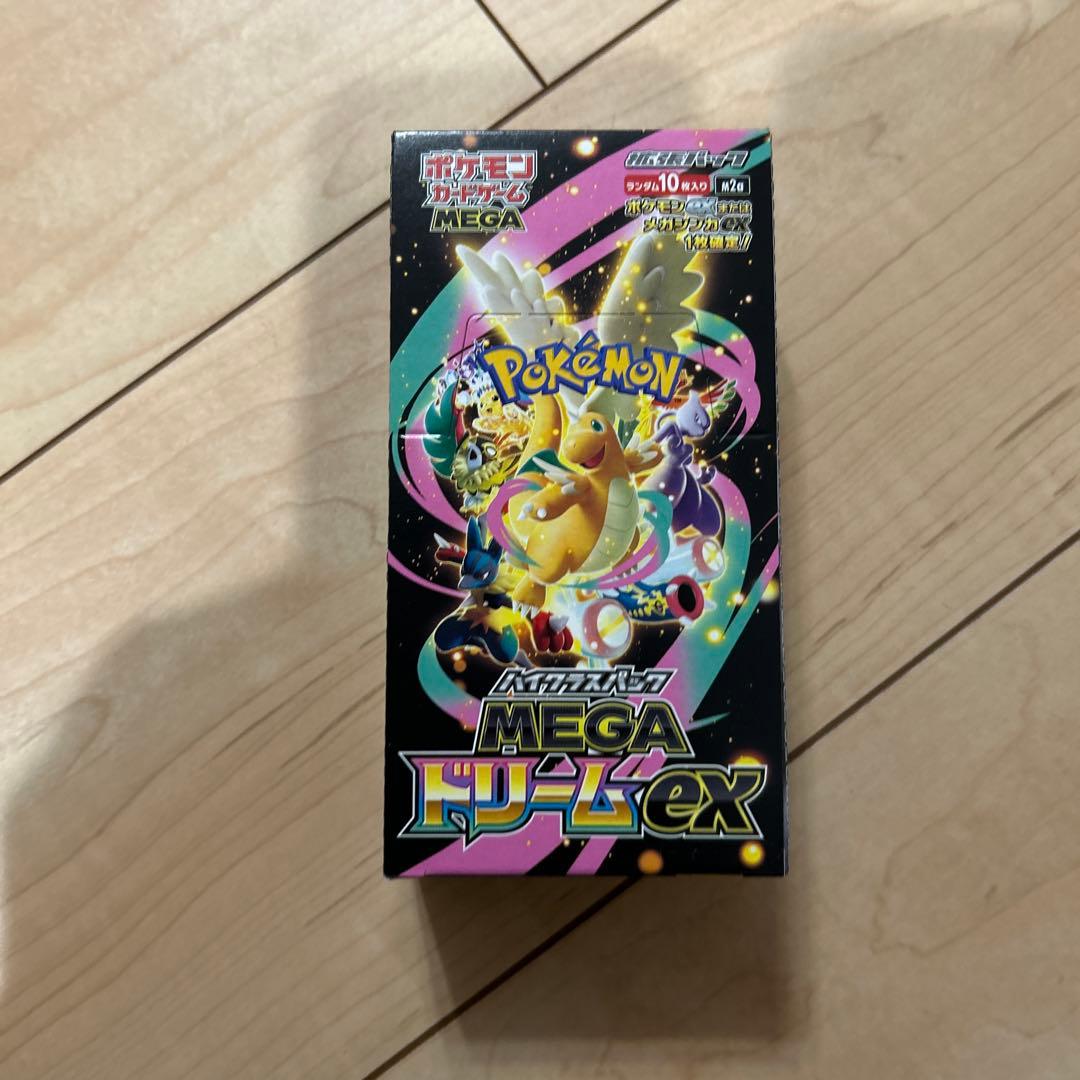 ポケモン
カードゲーム
MEGA
拡張パック
ランダム10枚入り M2a
ポケモンexまたは
メガシンカex
1枚確定!
POKéMON
TM
ハイクラスパック
MEGA
ドリームex